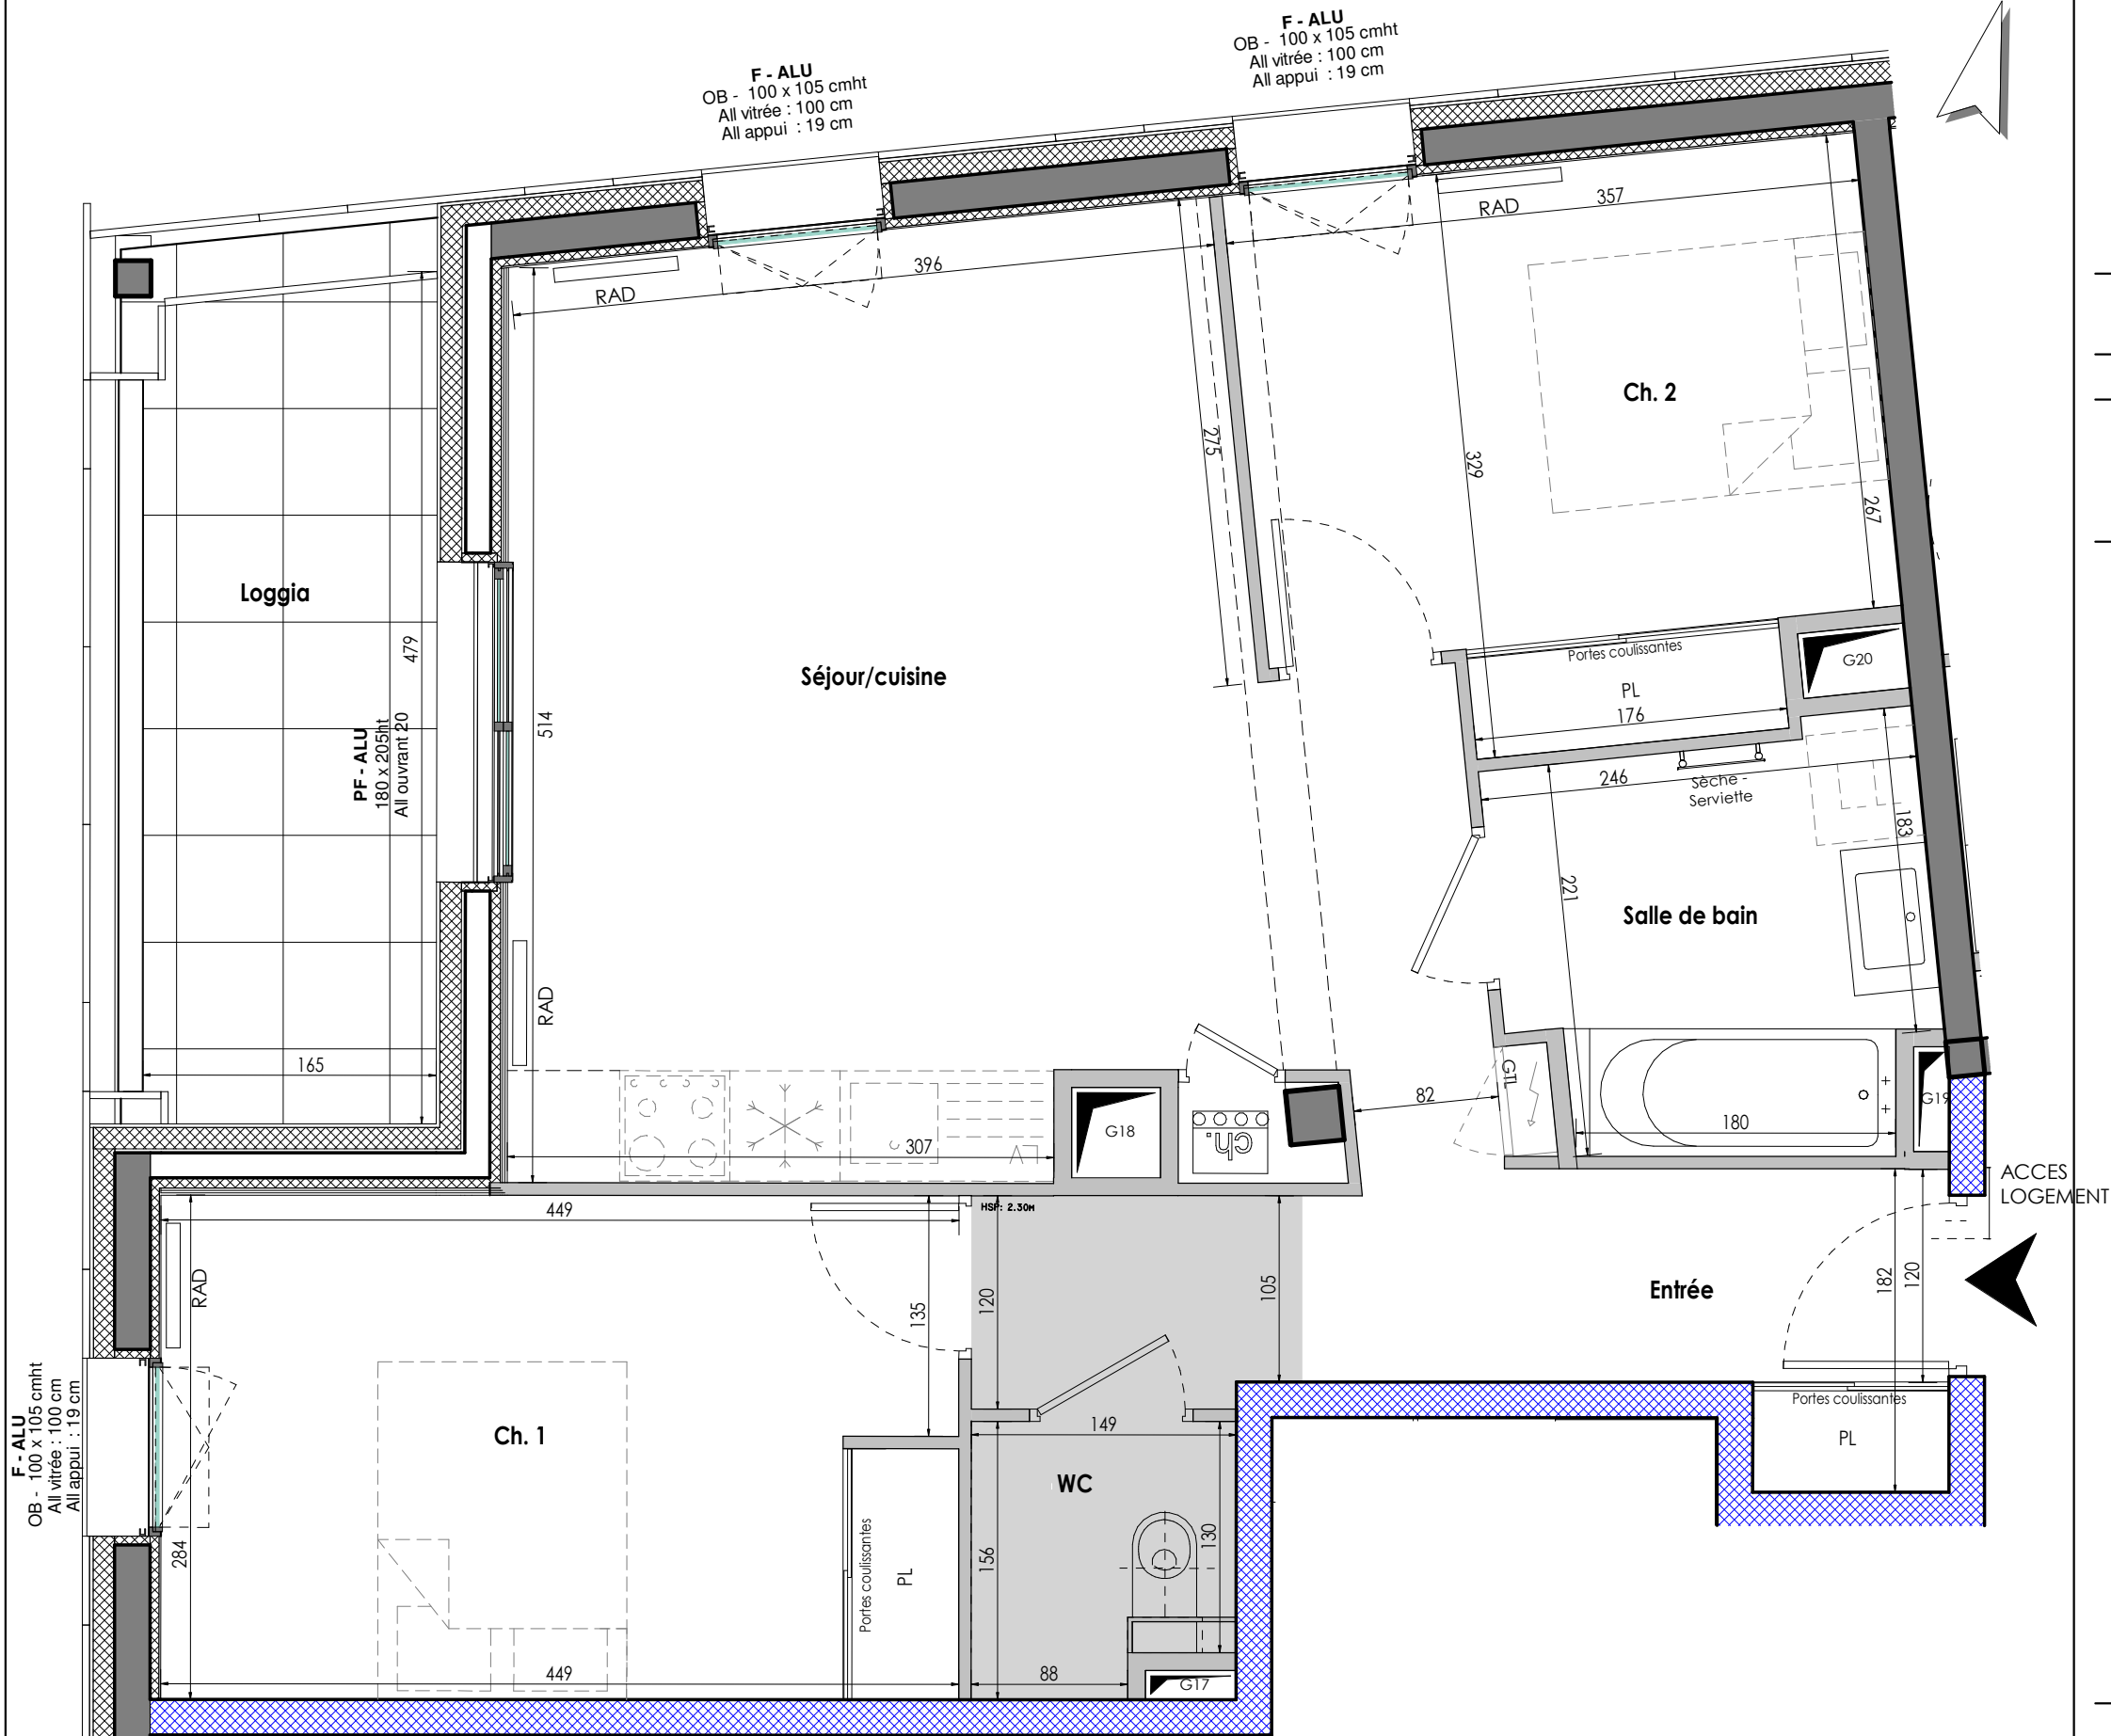 F - ALU
OB - 100 x 105 cmht
All vitrée : 100 cm
All appui : 19 cm
F - ALU
OB - 100 x 105 cmht
All vitrée : 100 cm
All appui : 19 cm
RAD
357
396
RAD
Ch. 2
275
329
267
Loggia
479
Séjour/cuisine
514
PF - ALU
180 x 205ht
All ouvrant 20
Portes coulissantes
G20
PL
176
246
Sèche -
Serviette
183
221
Salle de bain
RAD
165
GTL
82
G18
ch.
G19
180
307
LV
ACCES
LOGEMENT
449
HSP: 2.30M
RAD
135
120
105
Entrée
182
120
F - ALU
OB - 100 x 105 cmht
All vitrée : 100 cm
All appui : 19 cm
Portes coulissantes
PL
149
Ch. 1
WC
284
Portes coulissantes
PL
156
130
449
88
G17